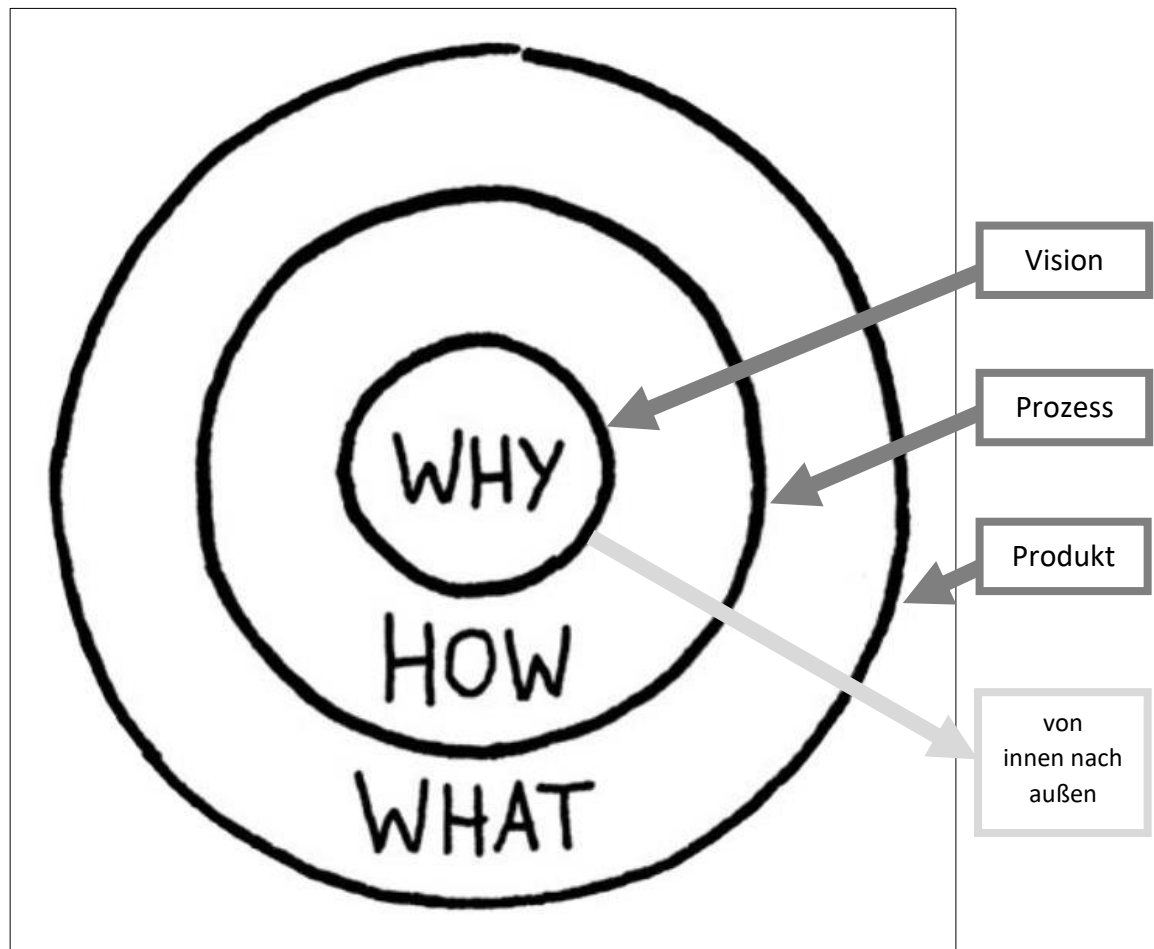 WHY
HOW
WHAT
Vision
Prozess
Produkt
von
innen nach
außen